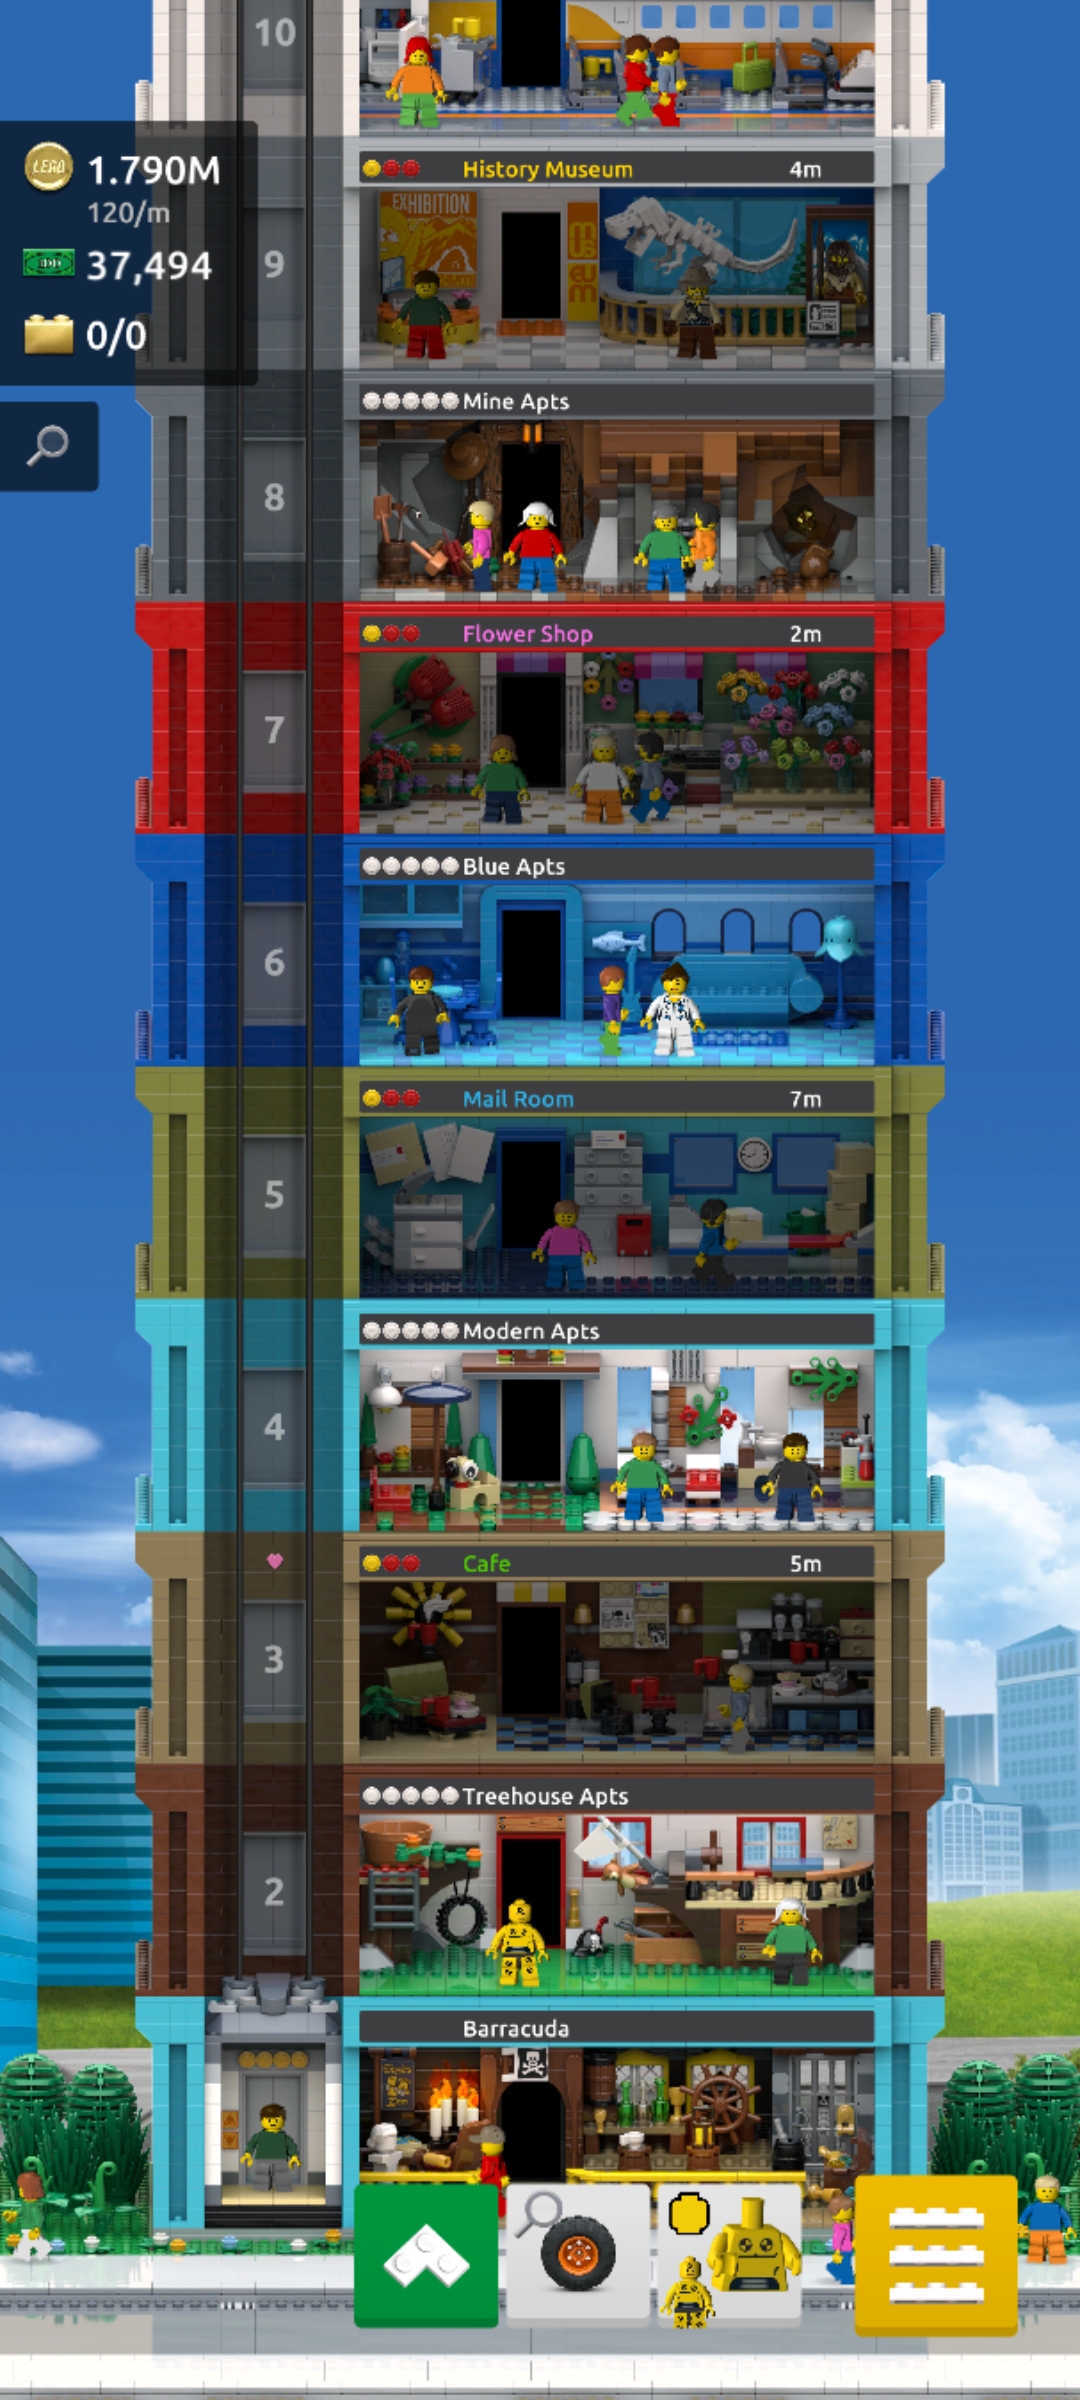 10
LEGO
1.790M
120/m
37,494
0/0
History Museum 4m
EXHIBITION
museum
9
Mine Apts
8
Flower Shop 2m
7
Blue Apts
6
Mail Room 7m
5
Modern Apts
4
Cafe 5m
3
Treehouse Apts
2
Barracuda